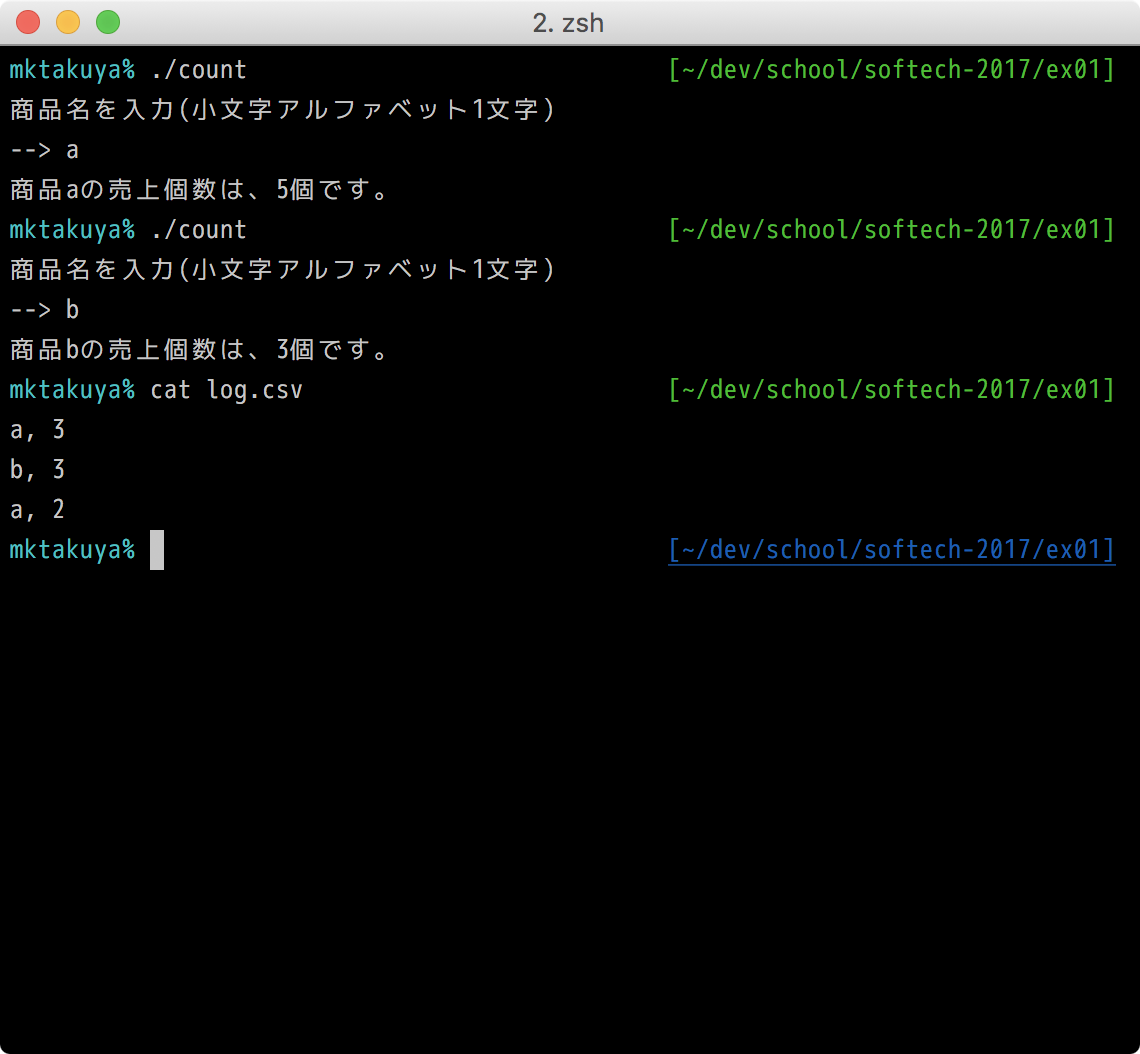 2. zsh
mktakuya% ./count [~/dev/school/softech-2017/ex01]
商品名を入力(小文字アルファベット1文字)
--> a
商品aの売上個数は、5個です。
mktakuya% ./count [~/dev/school/softech-2017/ex01]
商品名を入力(小文字アルファベット1文字)
--> b
商品bの売上個数は、3個です。
mktakuya% cat log.csv [~/dev/school/softech-2017/ex01]
a, 3
b, 3
a, 2
mktakuya% [~/dev/school/softech-2017/ex01]